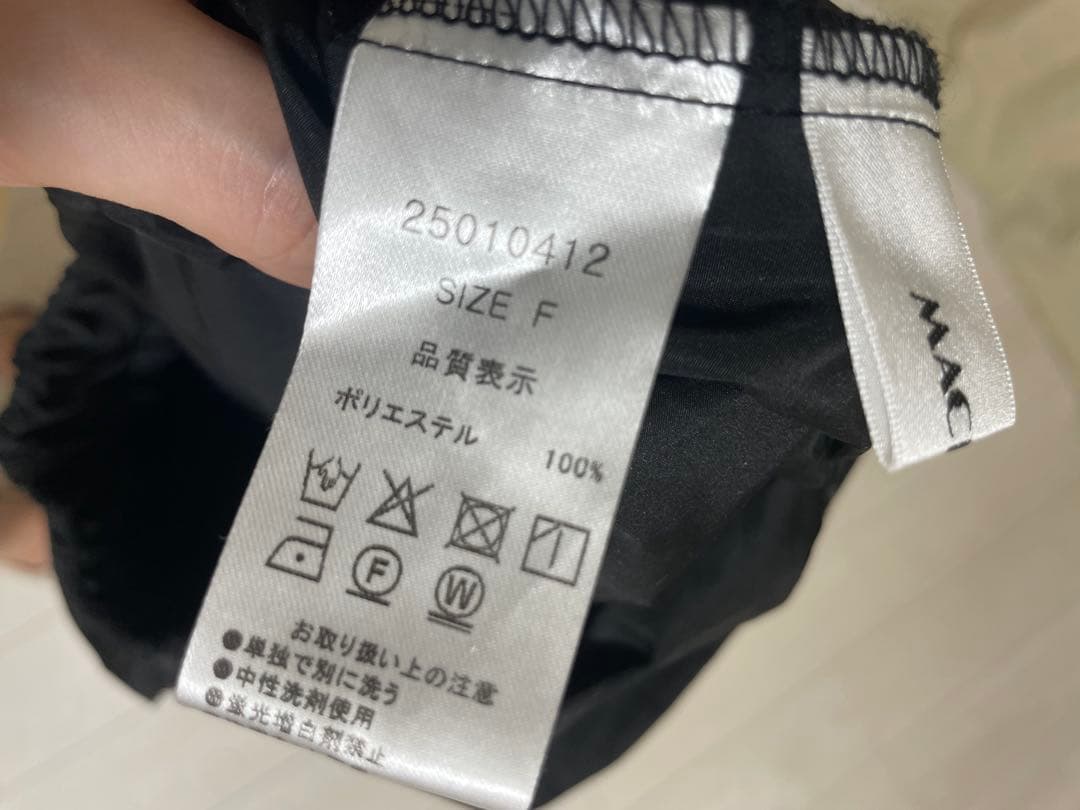 25010412
SIZE F
品質表示
ポリエステル 100%
F
W
お取り扱い上の注意
●単独で別に洗う
●中性洗剤使用
●蛍光増白剤禁止
MAC